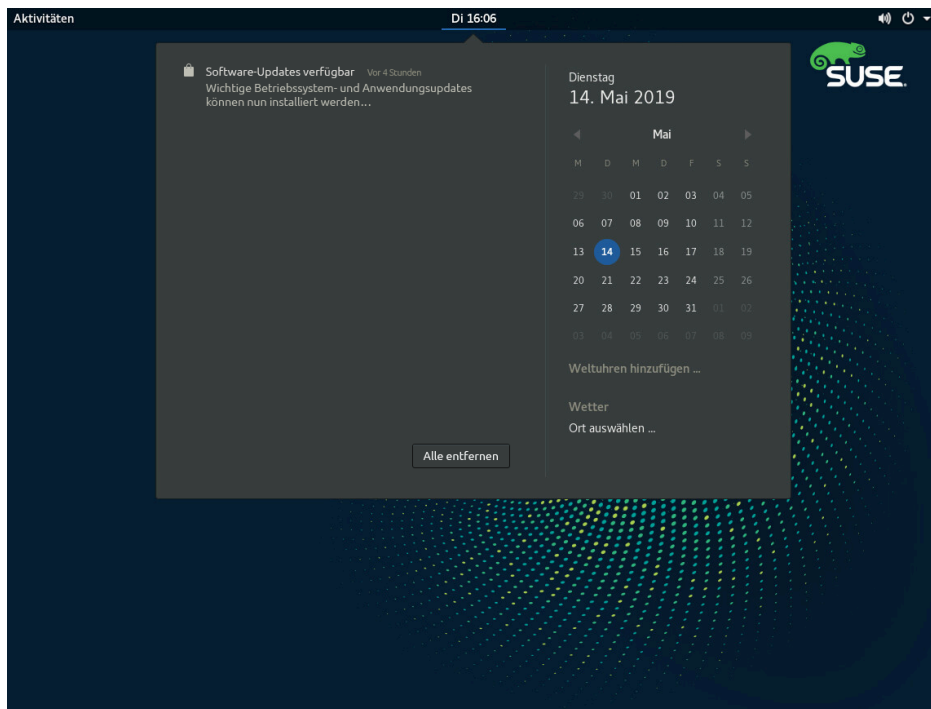 Aktivitäten
Di 16:06
SUSE.
Software-Updates verfügbar Vor 4 Stunden
Wichtige Betriebssystem- und Anwendungsupdates
können nun installiert werden…
Alle entfernen
Dienstag
14. Mai 2019
Mai
M D M D F S S
29 30 01 02 03 04 05
06 07 08 09 10 11 12
13 14 15 16 17 18 19
20 21 22 23 24 25 26
27 28 29 30 31 01 02
03 04 05 06 07 08 09
Weltuhren hinzufügen …
Wetter
Ort auswählen …